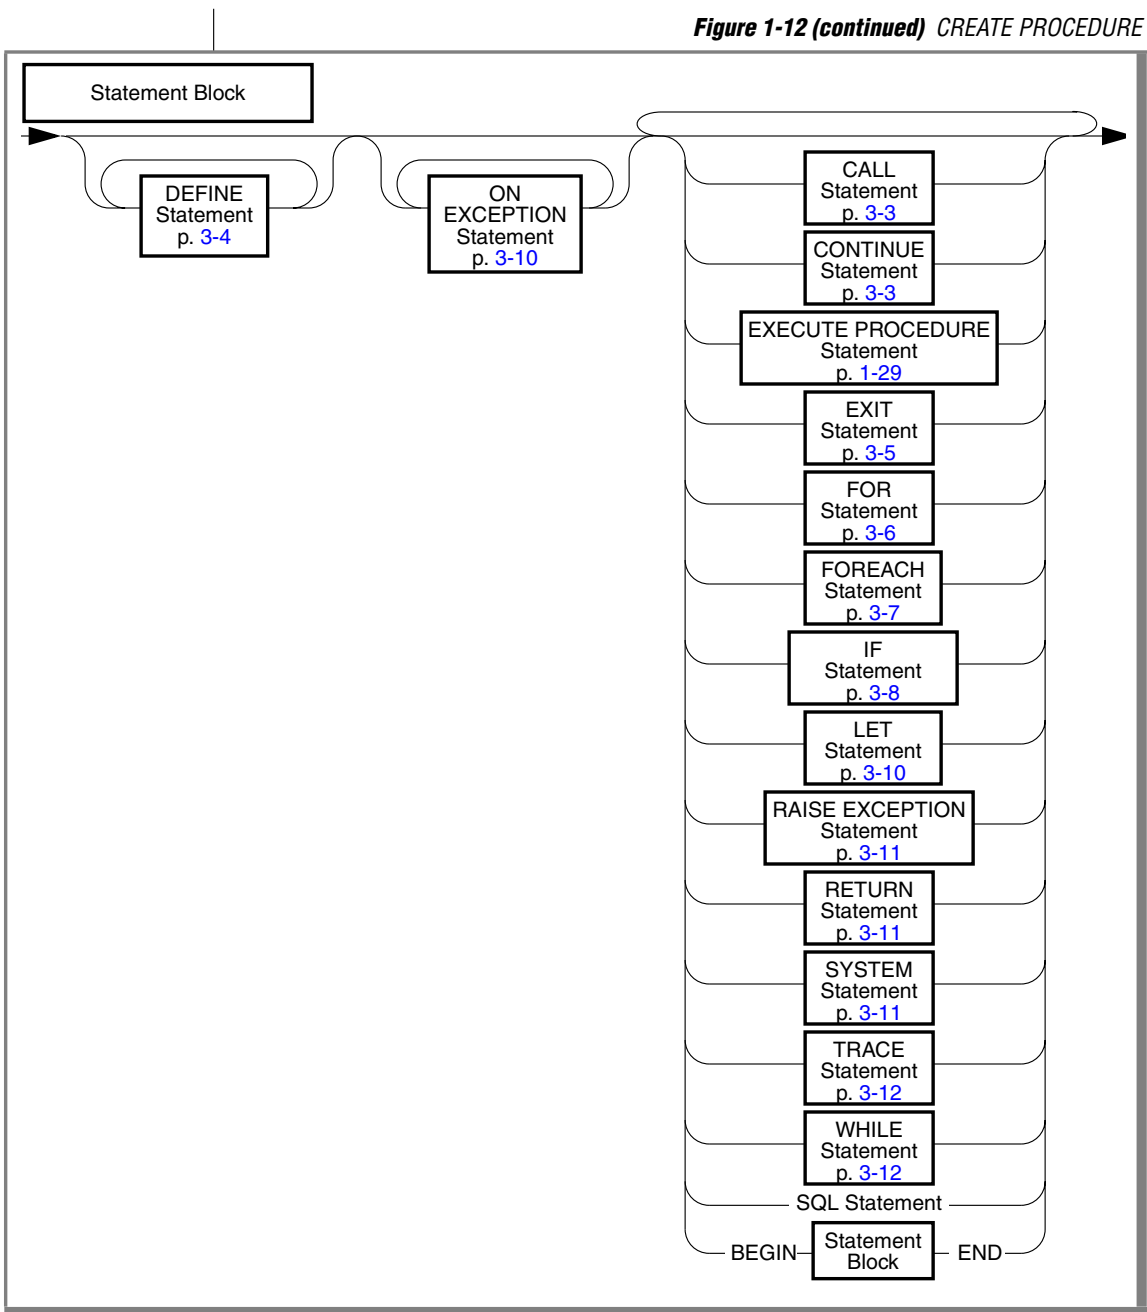 Figure 1-12 (continued) CREATE PROCEDURE
Statement Block
DEFINE
Statement
p. 3-4
ON
EXCEPTION
Statement
p. 3-10
CALL
Statement
p. 3-3
CONTINUE
Statement
p. 3-3
EXECUTE PROCEDURE
Statement
p. 1-29
EXIT
Statement
p. 3-5
FOR
Statement
p. 3-6
FOREACH
Statement
p. 3-7
IF
Statement
p. 3-8
LET
Statement
p. 3-10
RAISE EXCEPTION
Statement
p. 3-11
RETURN
Statement
p. 3-11
SYSTEM
Statement
p. 3-11
TRACE
Statement
p. 3-12
WHILE
Statement
p. 3-12
SQL Statement
BEGIN
Statement
Block
END